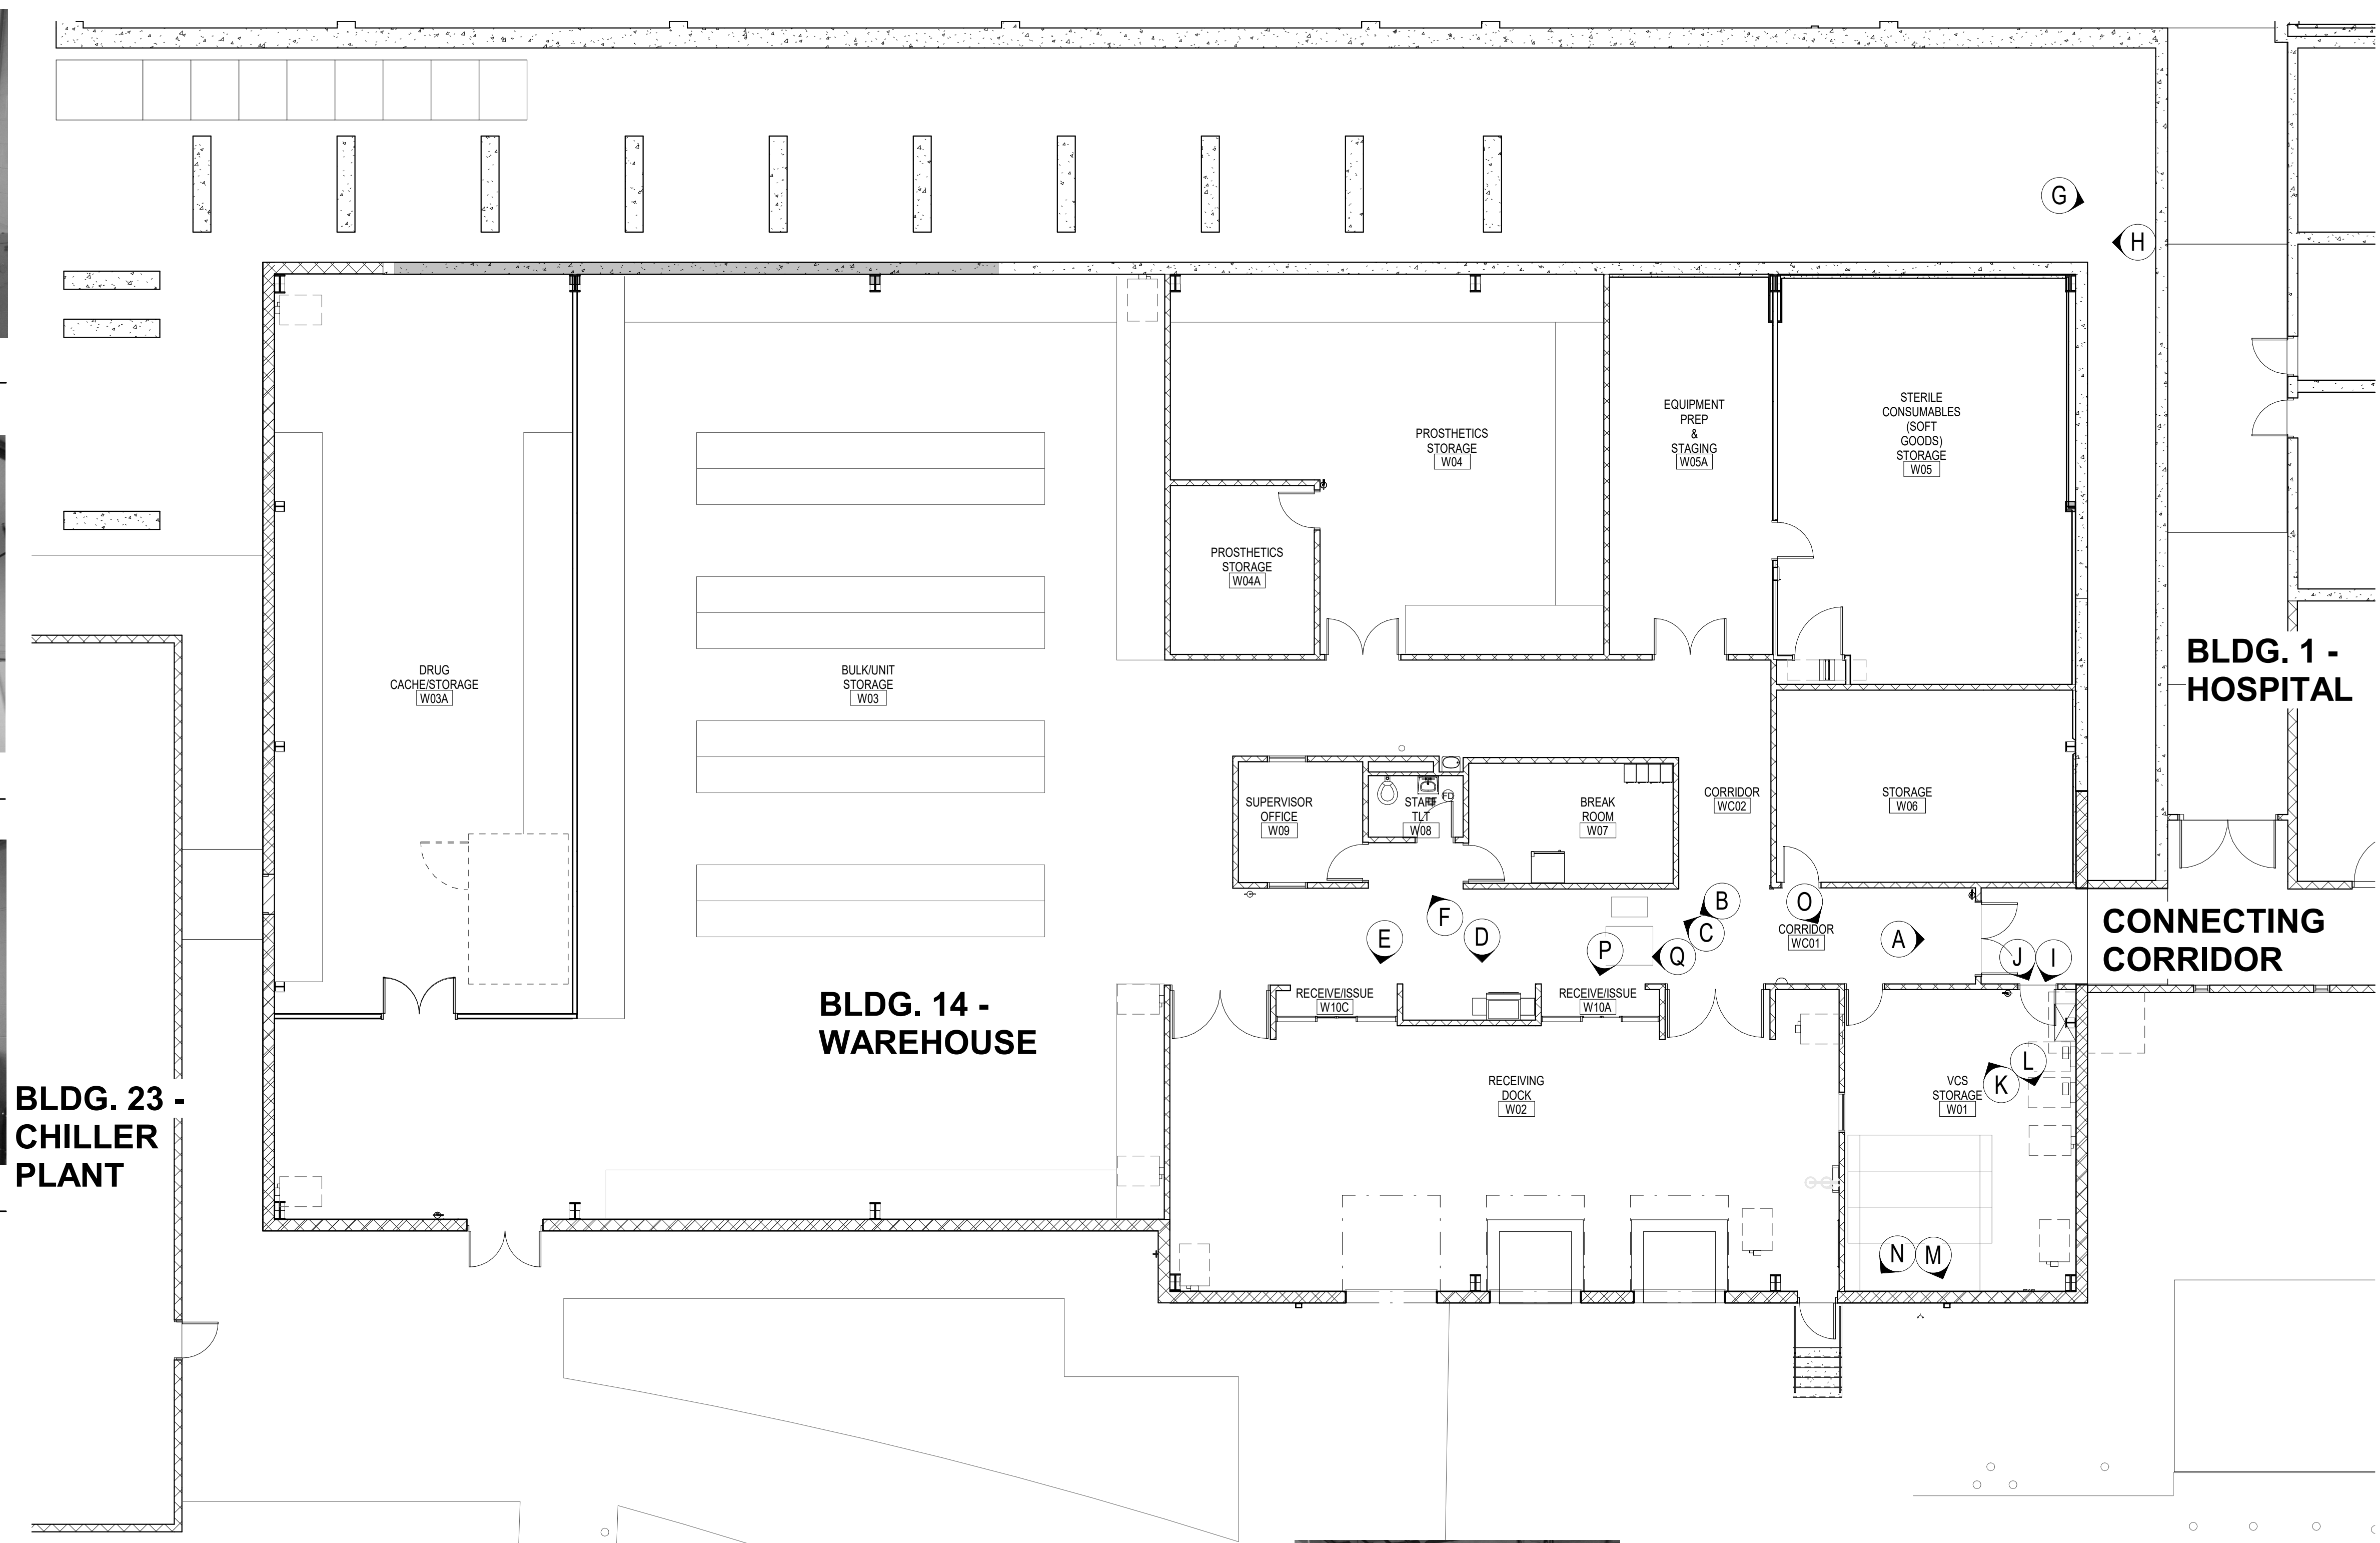 G
H
STERILE
CONSUMABLES
(SOFT
GOODS)
STORAGE
W05
EQUIPMENT
PREP
&
STAGING
W05A
PROSTHETICS
STORAGE
W04
PROSTHETICS
STORAGE
W04A
BLDG. 1 -
HOSPITAL
DRUG
CACHE/STORAGE
W03A
BULK/UNIT
STORAGE
W03
SUPERVISOR
OFFICE
W09
STAFF
TLT
W08
FD
BREAK
ROOM
W07
CORRIDOR
WC02
STORAGE
W06
B
O
F
C
D
E
P
Q
A
J
I
CORRIDOR
WC01
CONNECTING
CORRIDOR
RECEIVE/ISSUE
W10C
RECEIVE/ISSUE
W10A
BLDG. 14 -
WAREHOUSE
RECEIVING
DOCK
W02
VCS
STORAGE
W01
L
K
BLDG. 23 -
CHILLER
PLANT
N
M